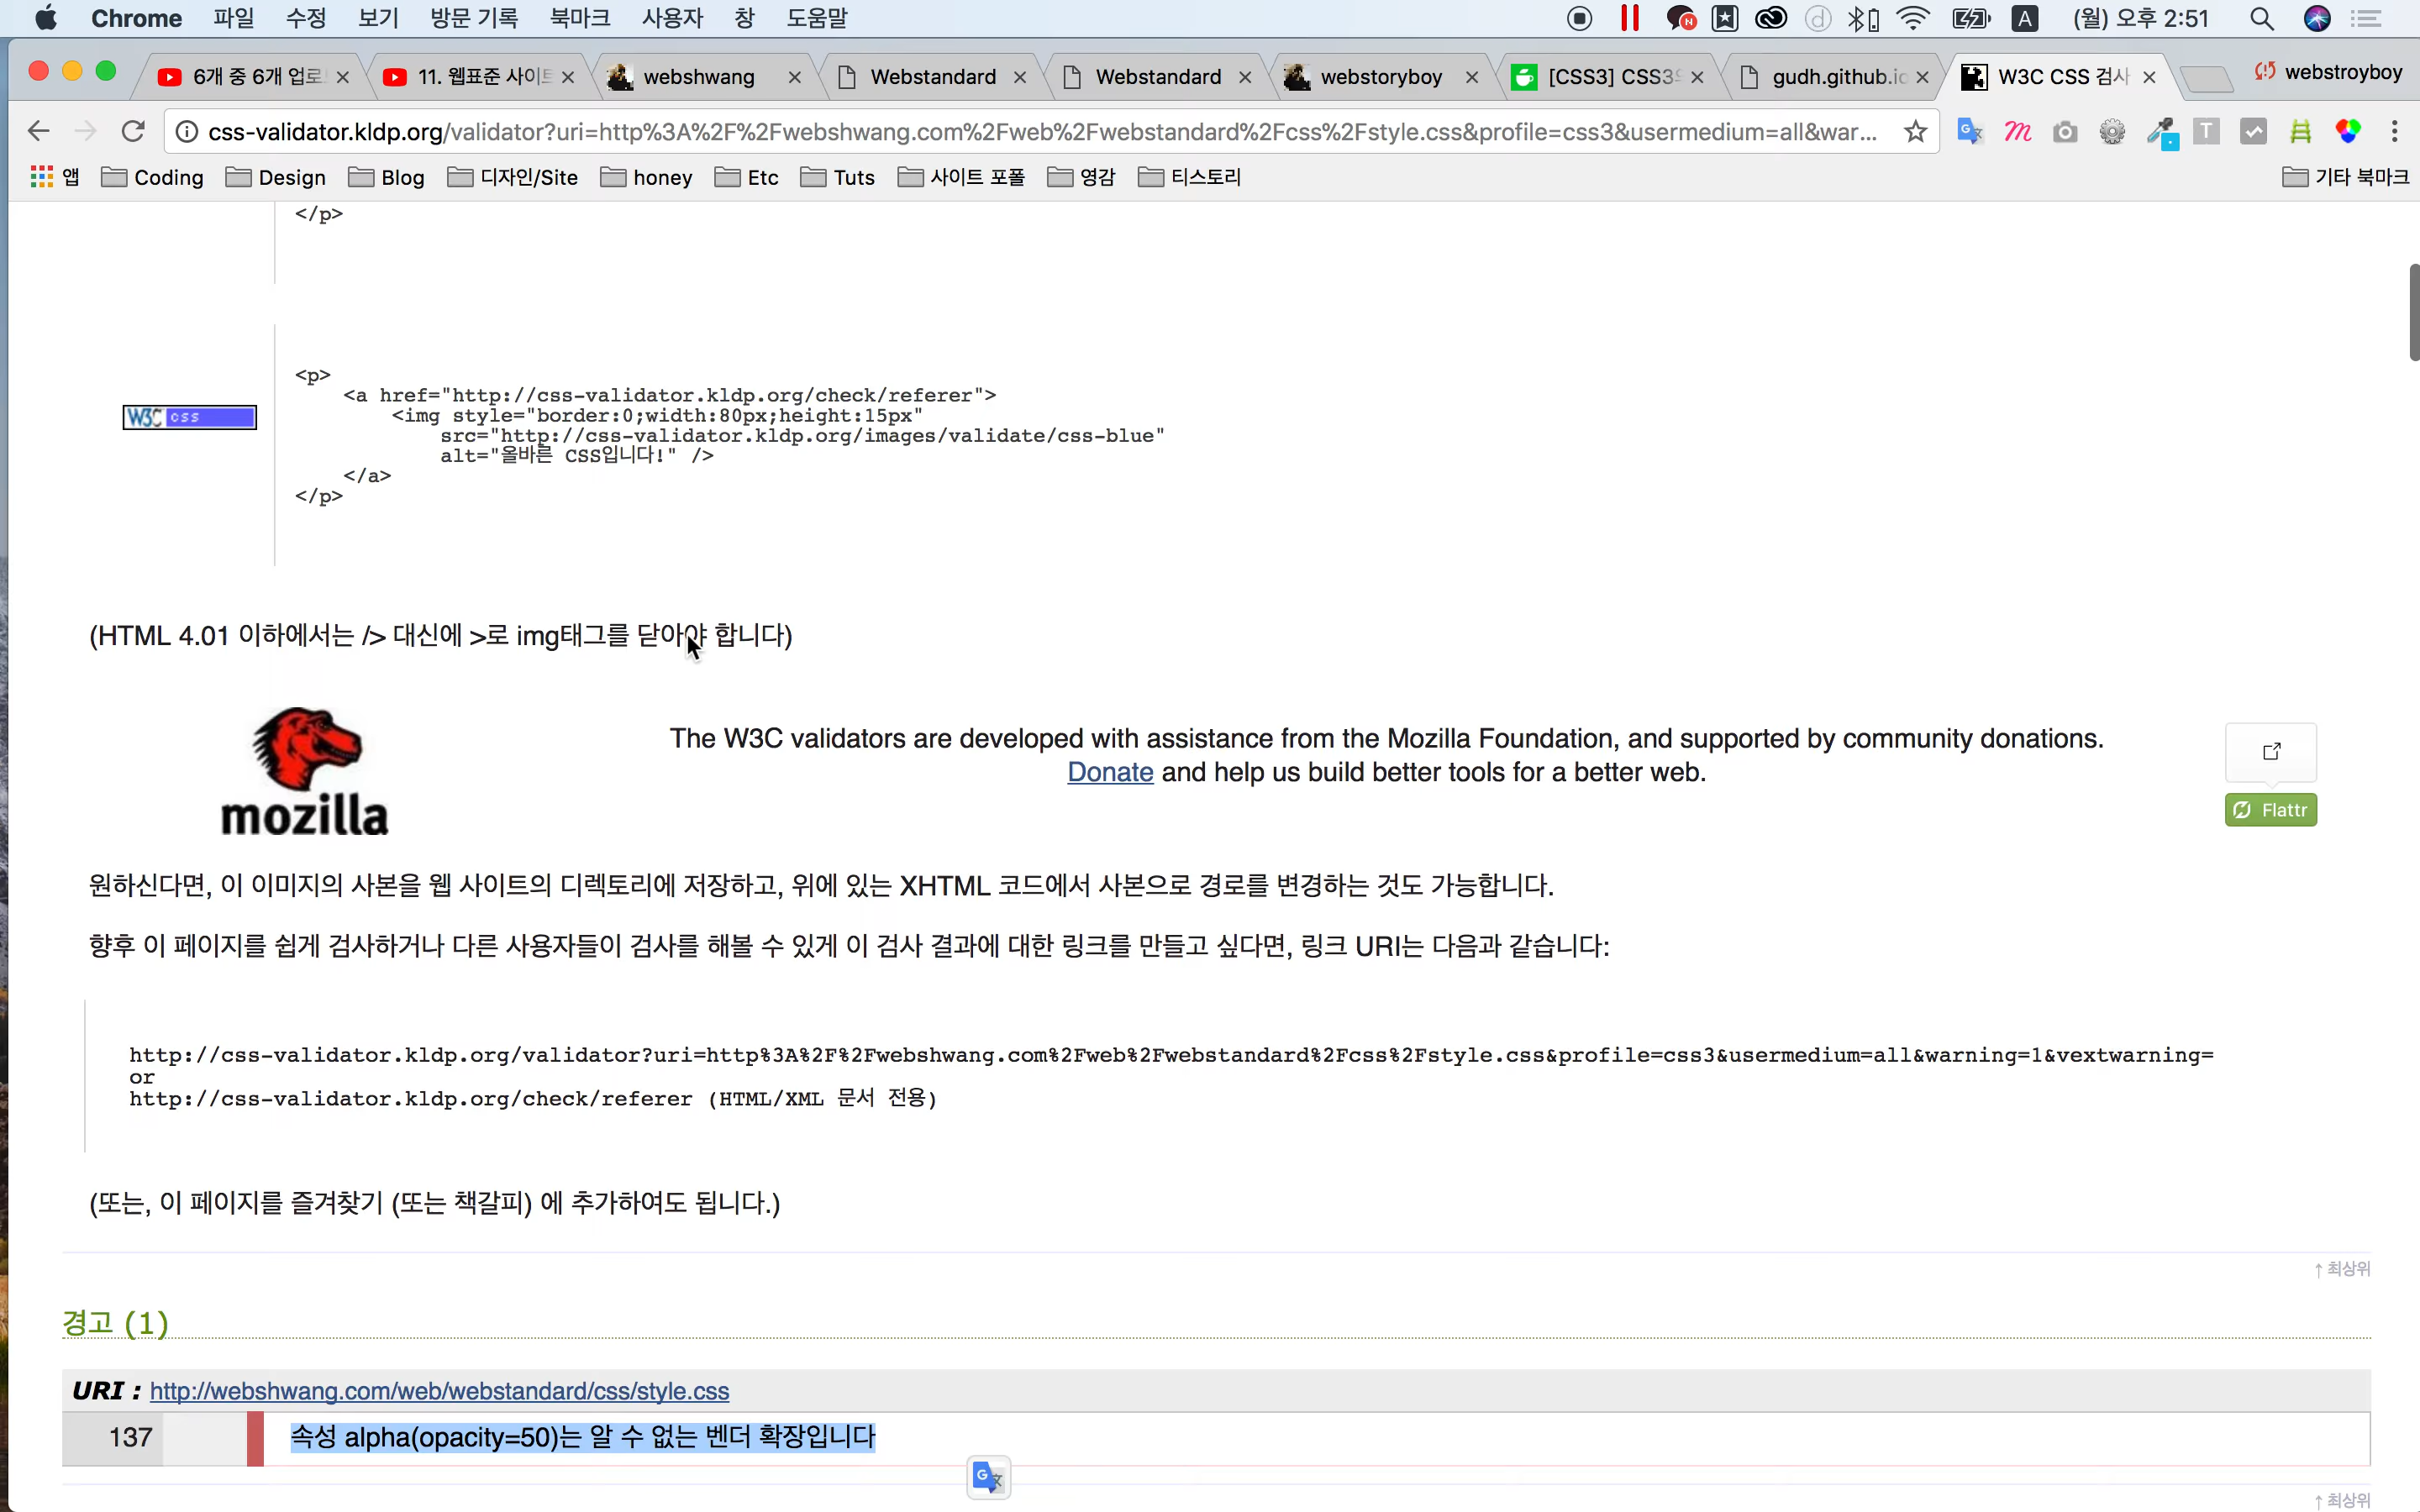 Chrome 파일 수정 보기 방문 기록 북마크 사용자 창 도움말 A (월) 오후 2:51
6개 중 6개 업로 11. 웹표준 사이트 webshwang Webstandard Webstandard webstoryboy [CSS3] CSS3 gudh.github.io W3C CSS 검사 webstroyboy
css-validator.kldp.org/validator?uri=http%3A%2F%2Fwebshwang.com%2Fweb%2Fwebstandard%2Fcss%2Fstyle.css&profile=css3&usermedium=all&war...
앱 Coding Design Blog 디자인/Site honey Etc Tuts 사이트 포폴 영감 티스토리 기타 북마크
</p>
<p>
<a href="http://css-validator.kldp.org/check/referer">
<img style="border:0;width:80px;height:15px"
W3C css
src="http://css-validator.kldp.org/images/validate/css-blue"
alt="올바른 CSS입니다!" />
</a>
</p>
(HTML 4.01 이하에서는 /> 대신에 >로 img태그를 닫아야 합니다)
mozilla
The W3C validators are developed with assistance from the Mozilla Foundation, and supported by community donations.
Donate and help us build better tools for a better web.
Flattr
원하신다면, 이 이미지의 사본을 웹 사이트의 디렉토리에 저장하고, 위에 있는 XHTML 코드에서 사본으로 경로를 변경하는 것도 가능합니다.
향후 이 페이지를 쉽게 검사하거나 다른 사용자들이 검사를 해볼 수 있게 이 검사 결과에 대한 링크를 만들고 싶다면, 링크 URI는 다음과 같습니다:
http://css-validator.kldp.org/validator?uri=http%3A%2F%2Fwebshwang.com%2Fweb%2Fwebstandard%2Fcss%2Fstyle.css&profile=css3&usermedium=all&warning=1&vextwarning=
or
http://css-validator.kldp.org/check/referer (HTML/XML 문서 전용)
(또는, 이 페이지를 즐겨찾기 (또는 책갈피) 에 추가하여도 됩니다.)
↑ 최상위
경고 (1)
URI : http://webshwang.com/web/webstandard/css/style.css
137 속성 alpha(opacity=50)는 알 수 없는 벤더 확장입니다
↑ 최상위